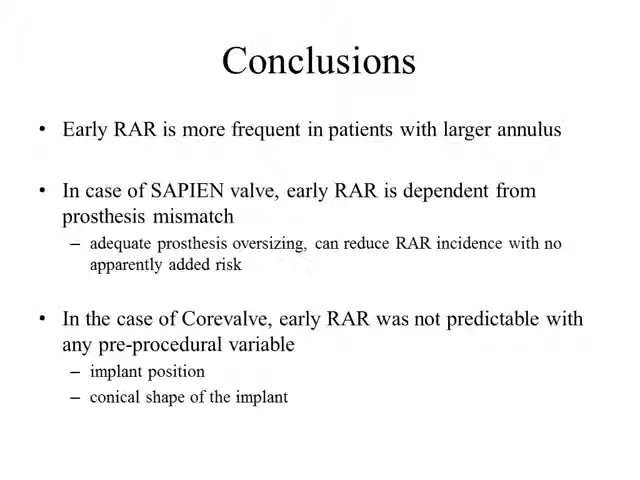 Conclusions
• Early RAR is more frequent in patients with larger annulus
• In case of SAPIEN valve, early RAR is dependent from
prosthesis mismatch
– adequate prosthesis oversizing, can reduce RAR incidence with no
apparently added risk
• In the case of Corevalve, early RAR was not predictable with
any pre-procedural variable
– implant position
– conical shape of the implant